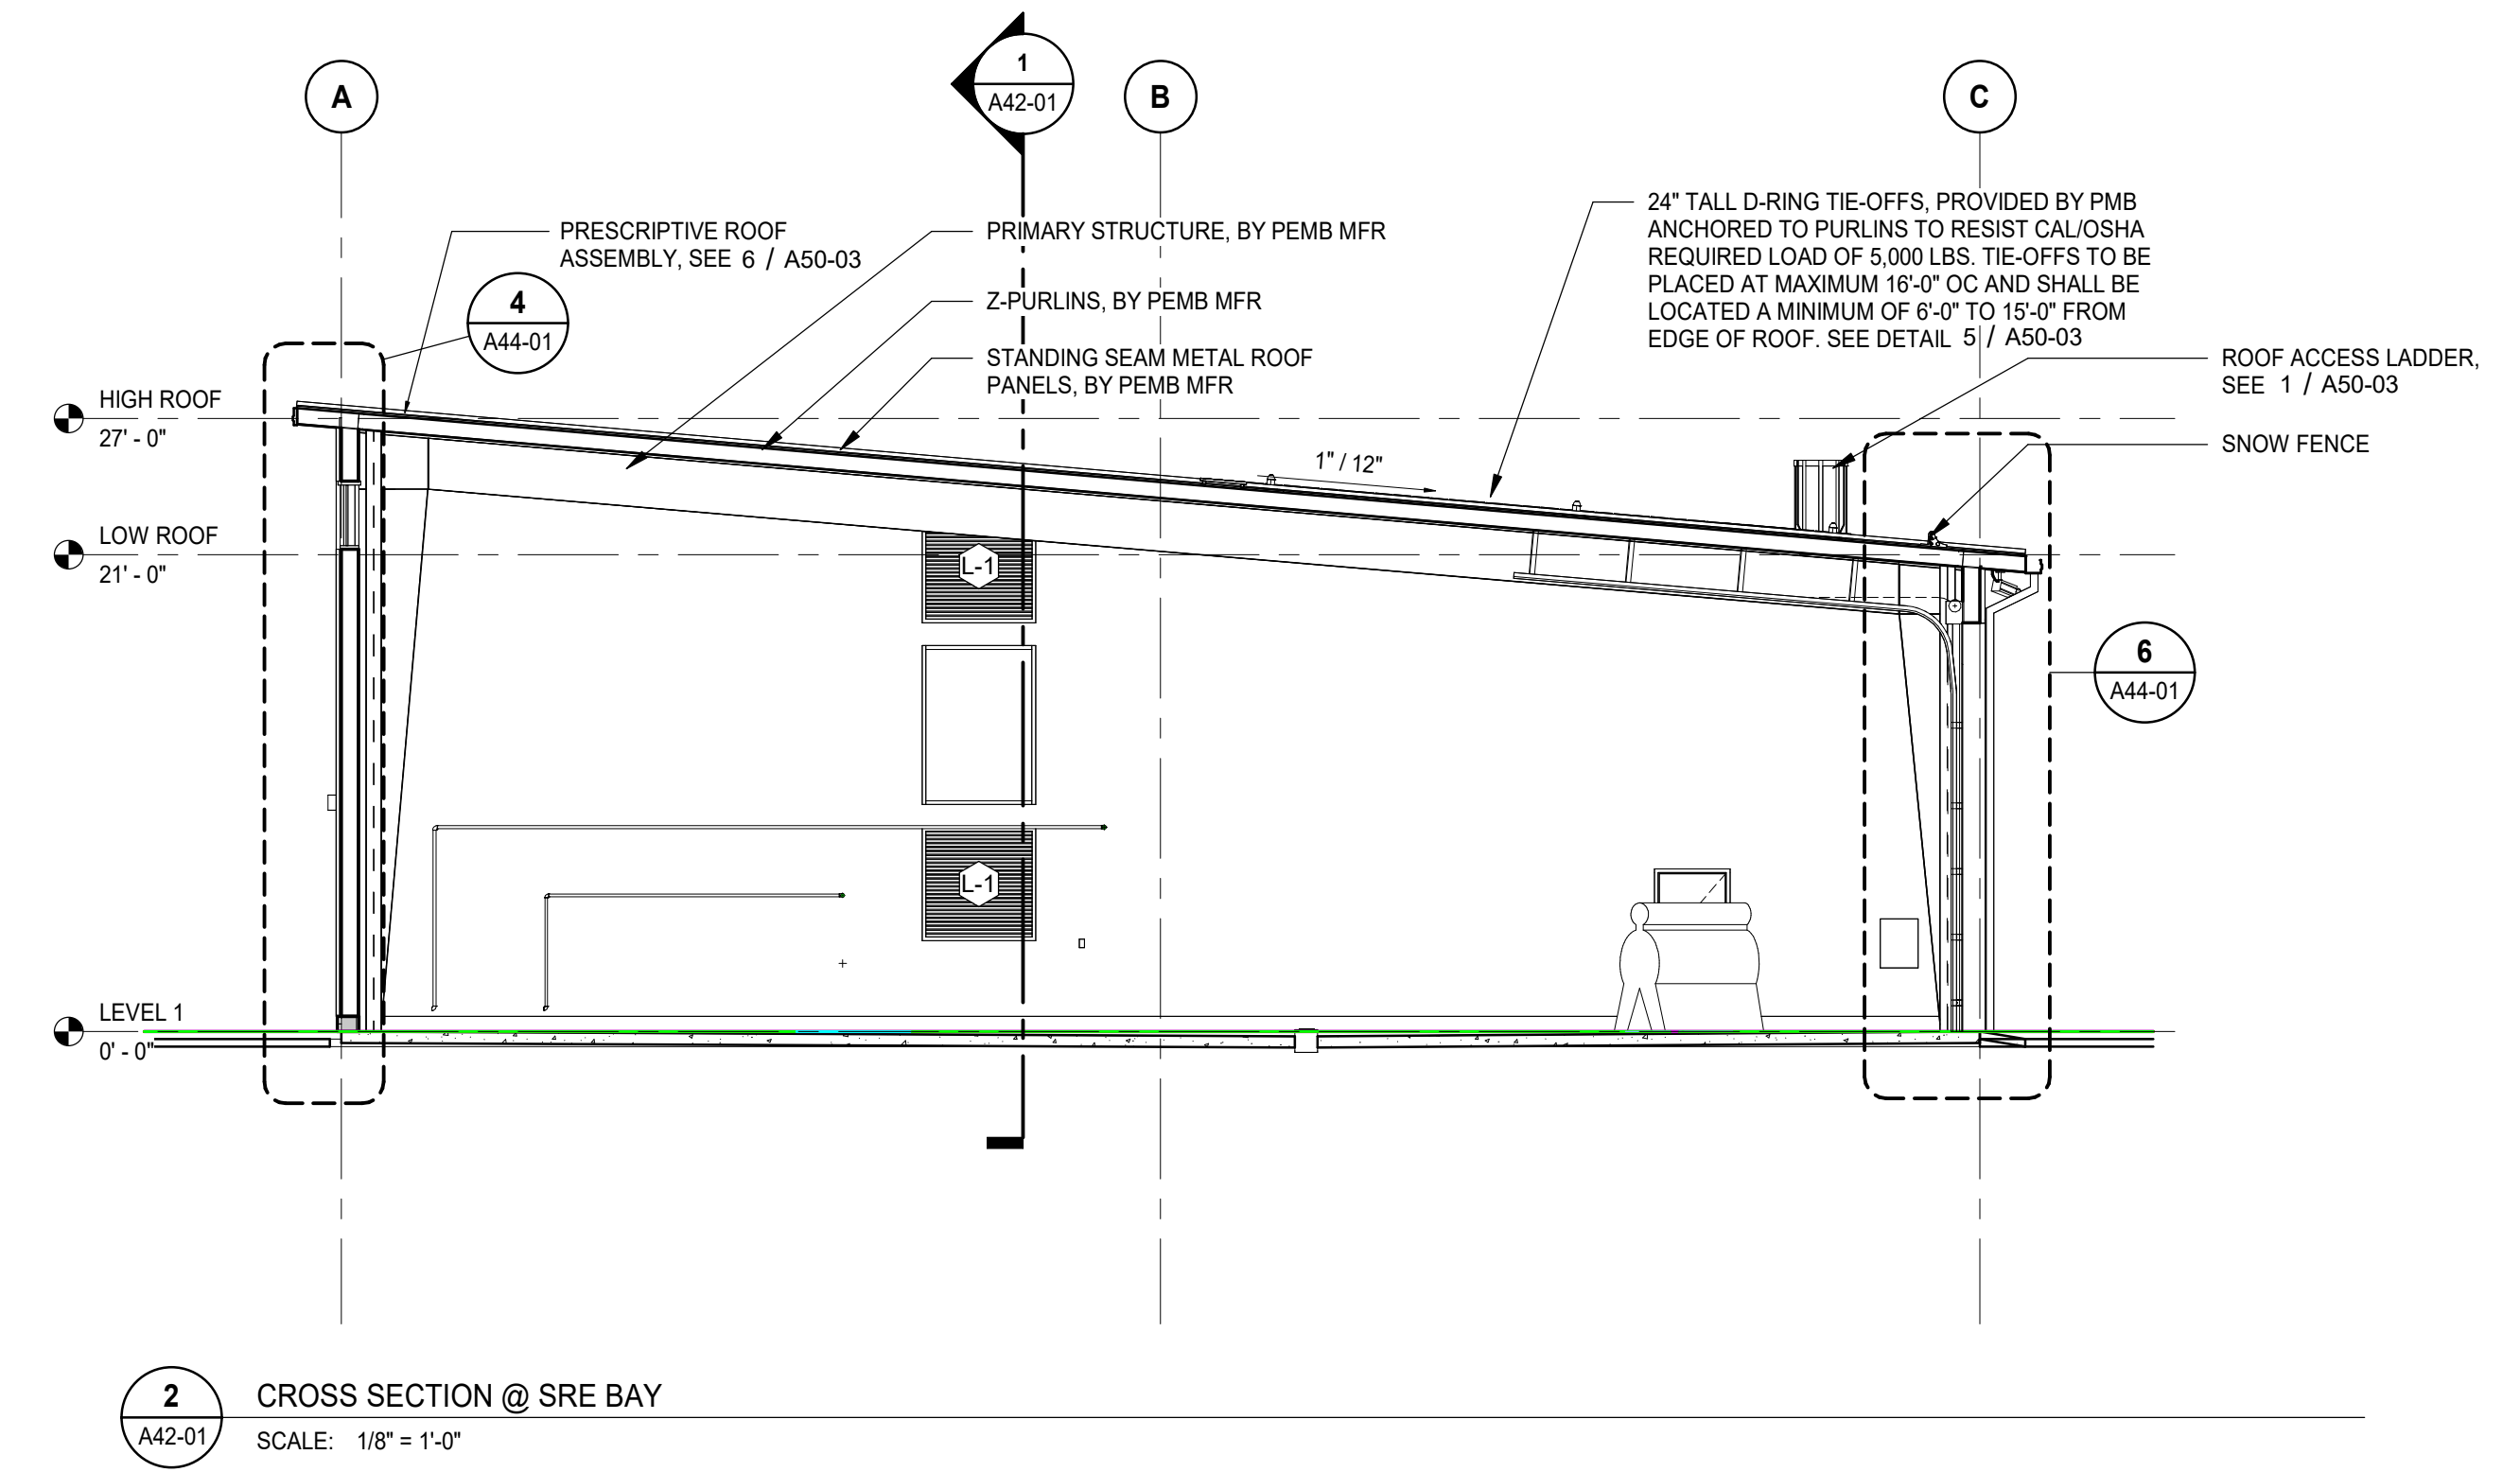 1
A42-01
A
B
C
PRESCRIPTIVE ROOF
ASSEMBLY, SEE 6 / A50-03
4
A44-01
PRIMARY STRUCTURE, BY PEMB MFR
Z-PURLINS, BY PEMB MFR
STANDING SEAM METAL ROOF
PANELS, BY PEMB MFR
24" TALL D-RING TIE-OFFS, PROVIDED BY PMB
ANCHORED TO PURLINS TO RESIST CAL/OSHA
REQUIRED LOAD OF 5,000 LBS. TIE-OFFS TO BE
PLACED AT MAXIMUM 16'-0" OC AND SHALL BE
LOCATED A MINIMUM OF 6'-0" TO 15'-0" FROM
EDGE OF ROOF. SEE DETAIL 5 / A50-03
ROOF ACCESS LADDER,
SEE 1 / A50-03
SNOW FENCE
HIGH ROOF
27' - 0"
1" / 12"
LOW ROOF
21' - 0"
L-1
6
A44-01
L-1
LEVEL 1
0' - 0"
2
A42-01
CROSS SECTION @ SRE BAY
SCALE: 1/8" = 1'-0"